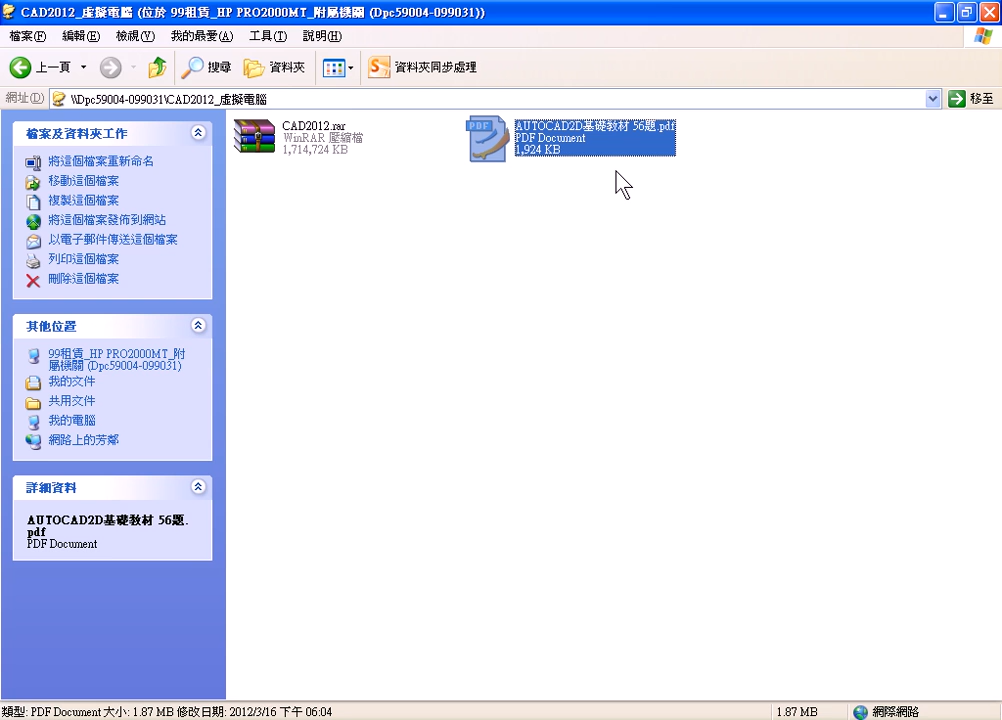 CAD2012_虛擬電腦 (位於 99租賃_HP PRO2000MT_附屬機關 (Dpc59004-099031))
檔案(F) 編輯(E) 檢視(V) 我的最愛(A) 工具(T) 說明(H)
上一頁 搜尋 資料夾 資料夾同步處理
網址(D) \\Dpc59004-099031\CAD2012_虛擬電腦 移至
檔案及資料夾工作
將這個檔案重新命名
移動這個檔案
複製這個檔案
將這個檔案發佈到網站
以電子郵件傳送這個檔案
列印這個檔案
刪除這個檔案
其他位置
99租賃_HP PRO2000MT_附
屬機關 (Dpc59004-099031)
我的文件
共用文件
我的電腦
網路上的芳鄰
詳細資料
AUTOCAD2D基礎教材 56題.
pdf
PDF Document
CAD2012.rar
WinRAR 壓縮檔
1,714,724 KB
PDF
AUTOCAD2D基礎教材 56題.pdf
PDF Document
1,924 KB
類型: PDF Document 大小: 1.87 MB 修改日期: 2012/3/16 下午 06:04 1.87 MB 網際網路